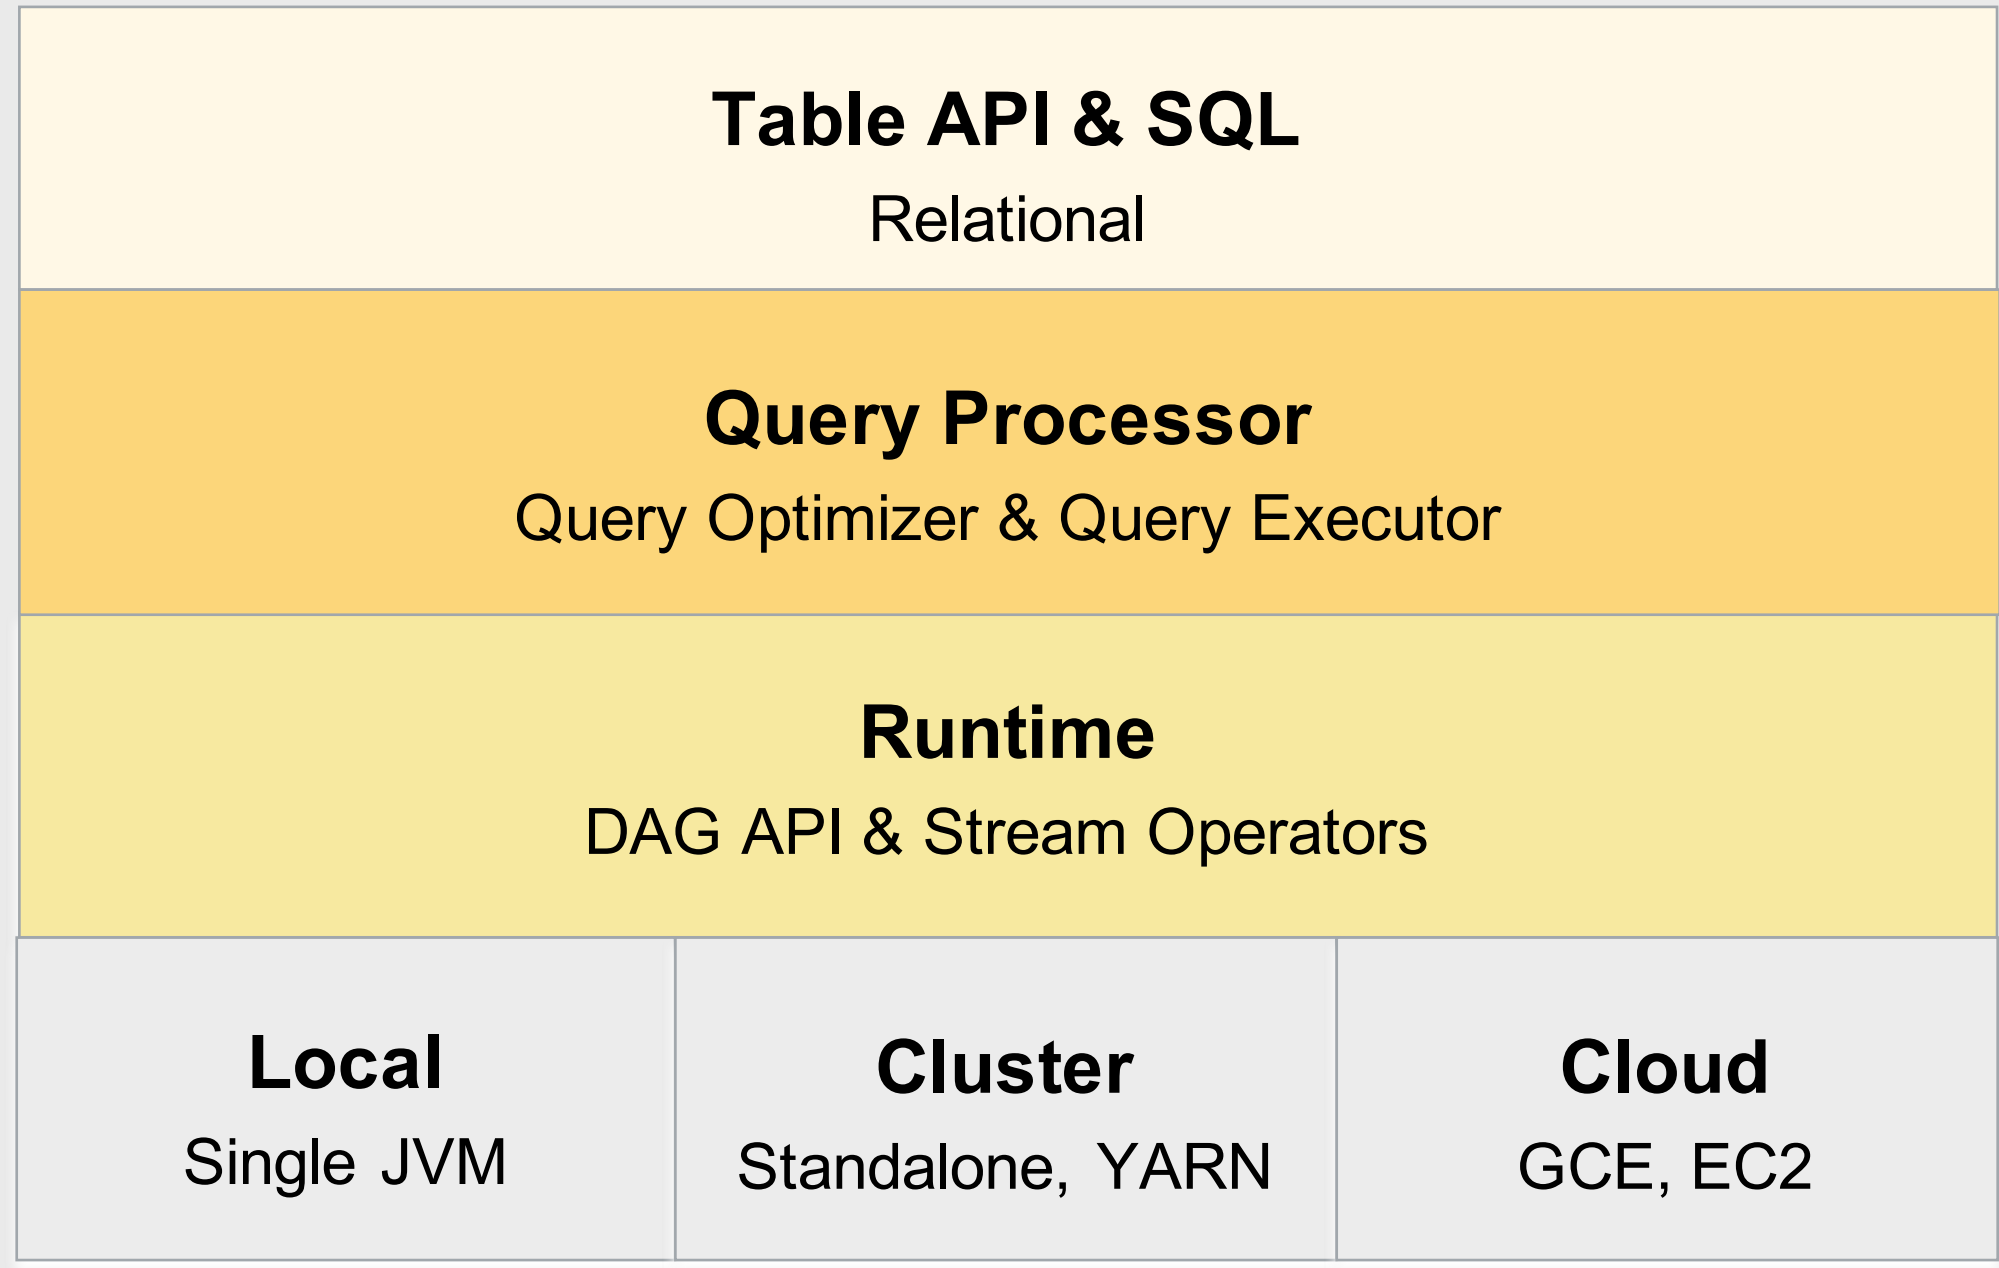 Table API & SQL
Relational
Query Processor
Query Optimizer & Query Executor
Runtime
DAG API & Stream Operators
Local
Single JVM
Cluster
Standalone, YARN
Cloud
GCE, EC2